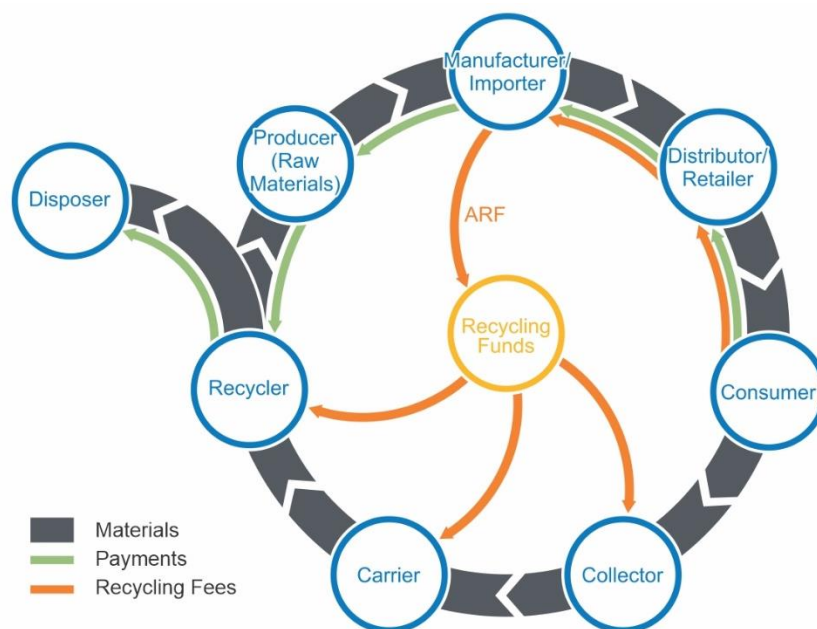 Manufacturer/
Importer
Producer
(Raw
Materials)
Distributor/
Retailer
Disposer
ARF
Recycling
Funds
Recycler
Consumer
Carrier
Collector
Materials
Payments
Recycling Fees